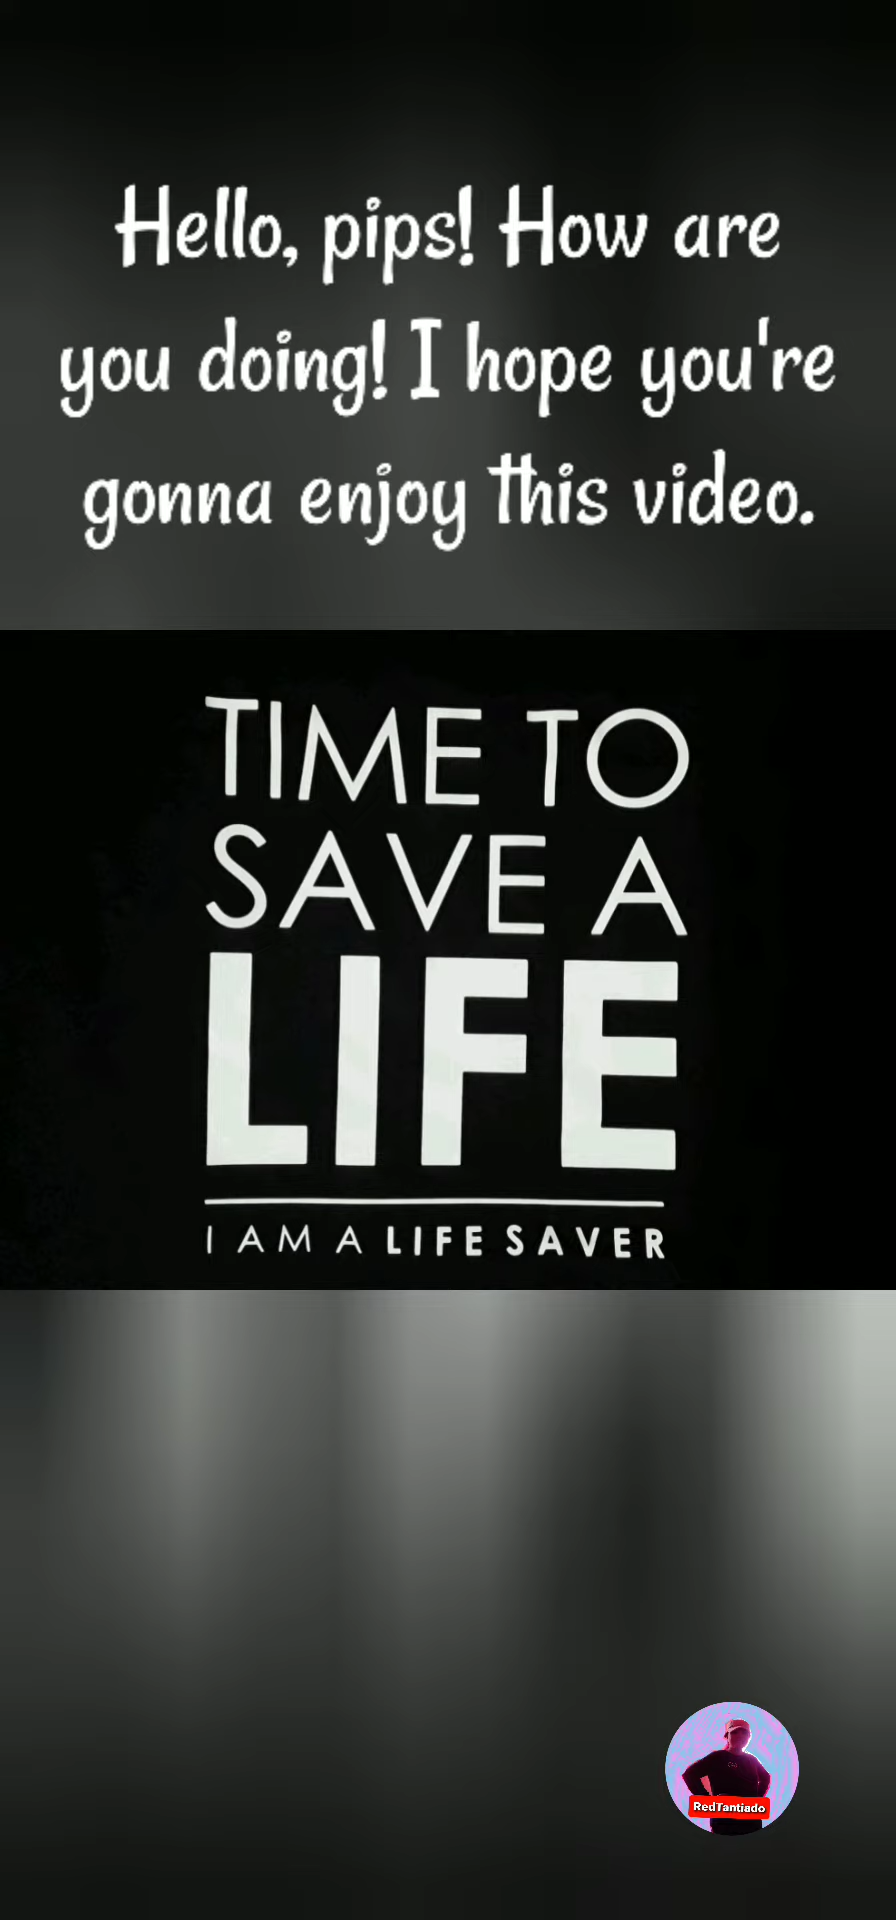 Hello, pips! How are
you doing! I hope you're
gonna enjoy this video.
TIME TO
SAVE A
LIFE
I AM A LIFE SAVER
RedTantiado